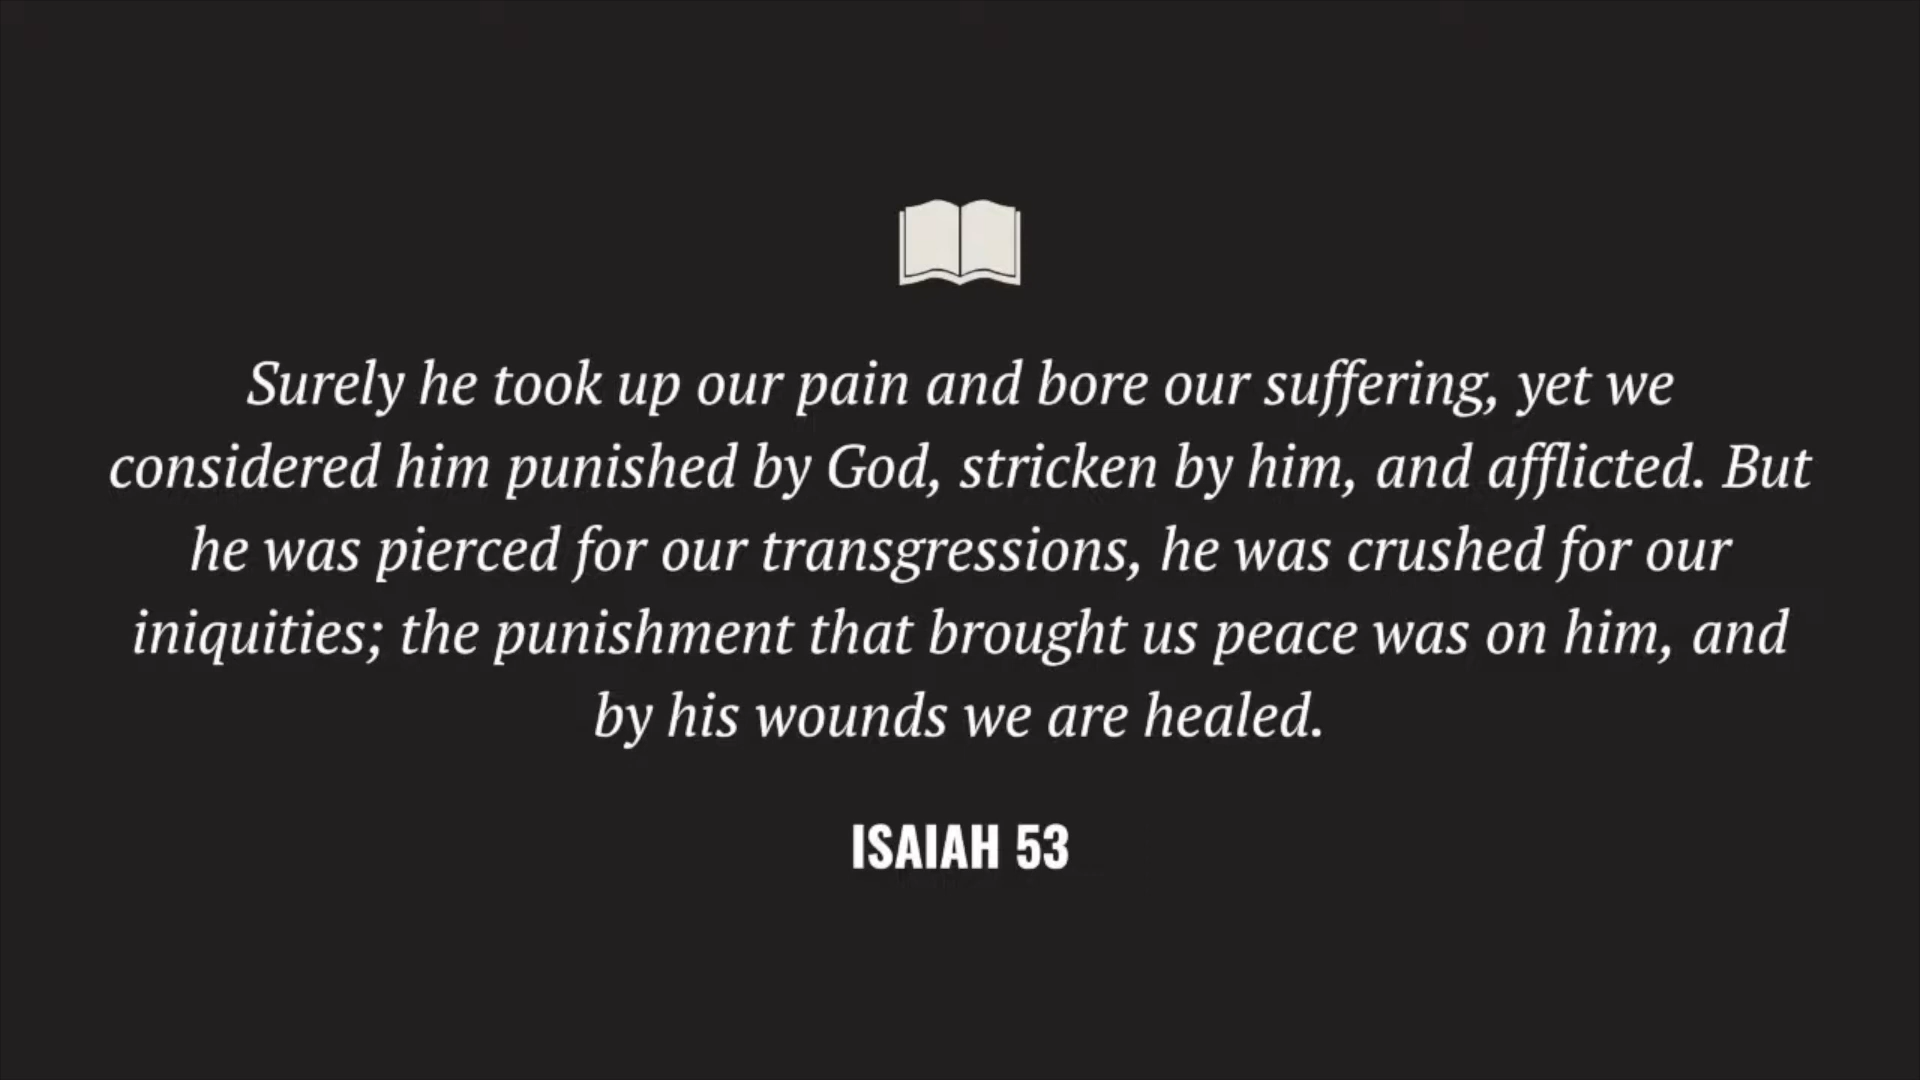 Surely he took up our pain and bore our suffering, yet we
considered him punished by God, stricken by him, and afflicted. But
he was pierced for our transgressions, he was crushed for our
iniquities; the punishment that brought us peace was on him, and
by his wounds we are healed.
ISAIAH 53